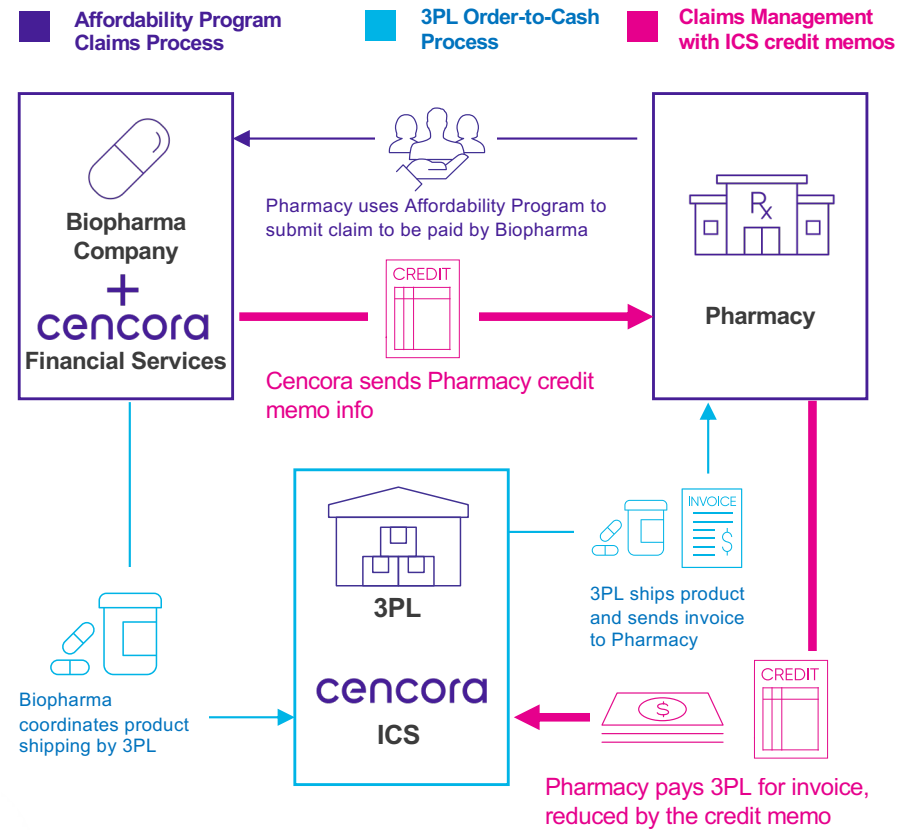 Affordability Program
Claims Process
3PL Order-to-Cash
Process
Claims Management
with ICS credit memos
Biopharma
Company
+
cencora
Financial Services
Pharmacy uses Affordability Program to
submit claim to be paid by Biopharma
CREDIT
Cencora sends Pharmacy credit
memo info
Rx
Pharmacy
3PL
cencora
ICS
INVOICE
$
3PL ships product
and sends invoice
to Pharmacy
Biopharma
coordinates product
shipping by 3PL
$
CREDIT
Pharmacy pays 3PL for invoice,
reduced by the credit memo